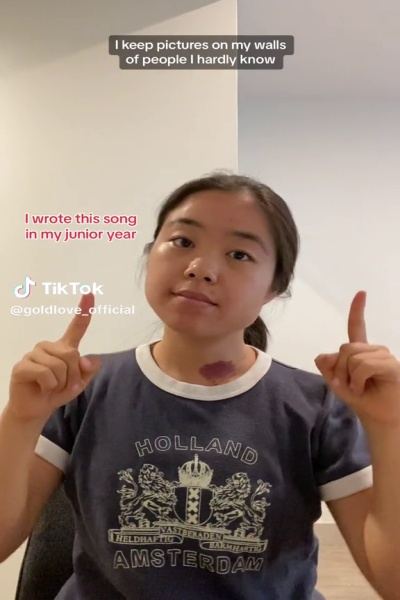 I keep pictures on my walls
of people I hardly know
I wrote this song
in my junior year
TikTok
@goldlove_official
HOLLAND
HELDHAFTIG
VASTBERADEN
BARMHARTIG
AMSTERDAM